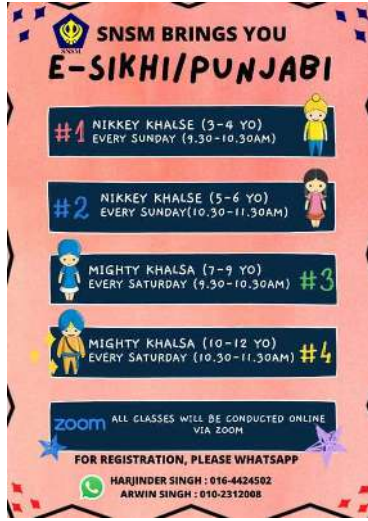 SNSM
SNSM BRINGS YOU
E-SIKHI/PUNJABI
#1 NIKKEY KHALSE (3-4 YO)
EVERY SUNDAY (9.30-10.30AM)
#2 NIKKEY KHALSE (5-6 YO)
EVERY SUNDAY(10.30-11.30AM)
MIGHTY KHALSA (7-9 YO)
EVERY SATURDAY (9.30-10.30AM) #3
MIGHTY KHALSA (10-12 YO)
EVERY SATURDAY (10.30-11.30AM) #4
zoom ALL CLASSES WILL BE CONDUCTED ONLINE
VIA ZOOM
FOR REGISTRATION, PLEASE WHATSAPP
HARJINDER SINGH : 016-4424502
ARWIN SINGH : 010-2312008